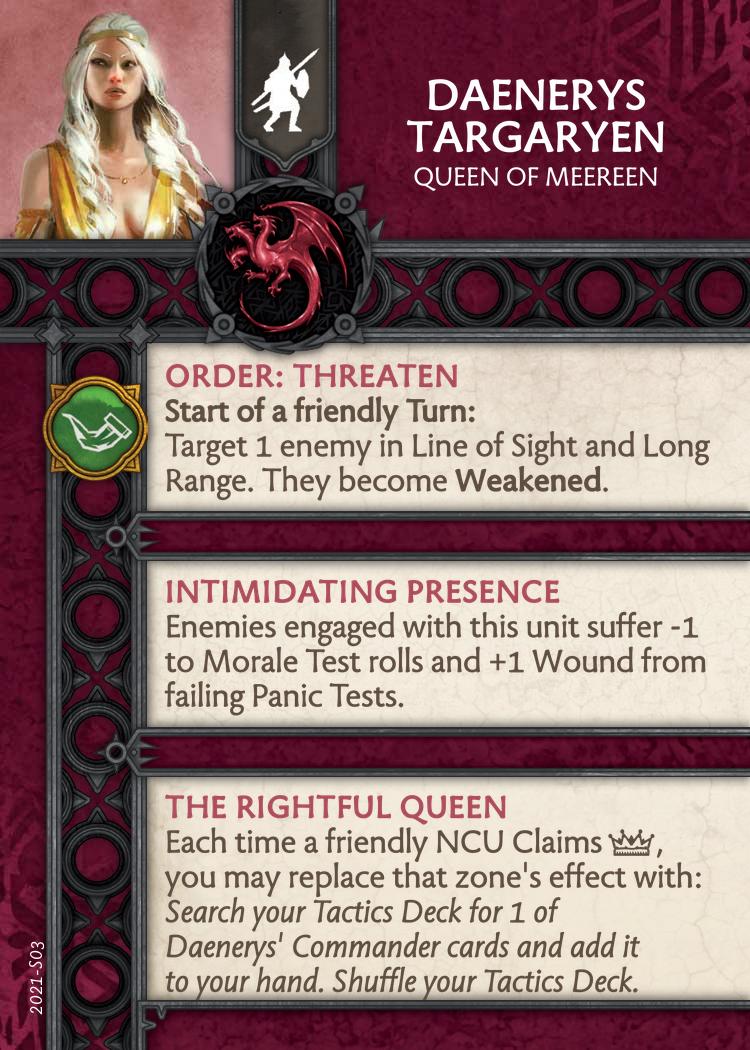 DAENERYS
TARGARYEN
QUEEN OF MEEREEN
ORDER: THREATEN
Start of a friendly Turn:
Target 1 enemy in Line of Sight and Long
Range. They become Weakened.
INTIMIDATING PRESENCE
Enemies engaged with this unit suffer -1
to Morale Test rolls and +1 Wound from
failing Panic Tests.
THE RIGHTFUL QUEEN
Each time a friendly NCU Claims ,
you may replace that zone's effect with:
Search your Tactics Deck for 1 of
Daenerys' Commander cards and add it
to your hand. Shuffle your Tactics Deck.
2021-S03